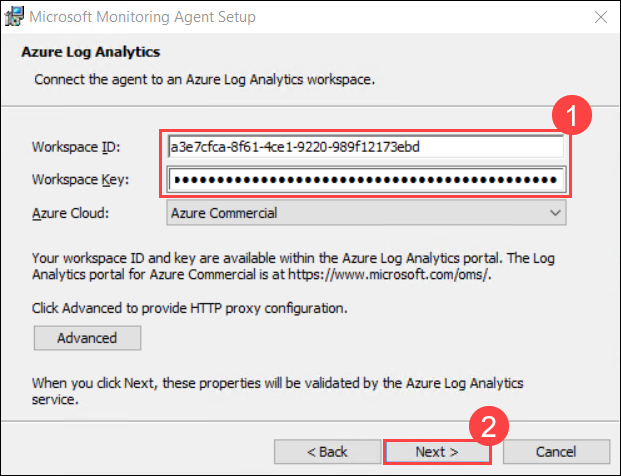 Microsoft Monitoring Agent Setup
Azure Log Analytics
Connect the agent to an Azure Log Analytics workspace.
1
Workspace ID: a3e7cfca-8f61-4ce1-9220-989f12173ebd
Workspace Key: ●●●●●●●●●●●●●●●●●●●●●●●●●●●●●●●●●●●●●●●●●●●●
Azure Cloud: Azure Commercial
Your workspace ID and key are available within the Azure Log Analytics portal. The Log
Analytics portal for Azure Commercial is at https://www.microsoft.com/oms/.
Click Advanced to provide HTTP proxy configuration.
Advanced
When you click Next, these properties will be validated by the Azure Log Analytics
service.
2
< Back Next > Cancel